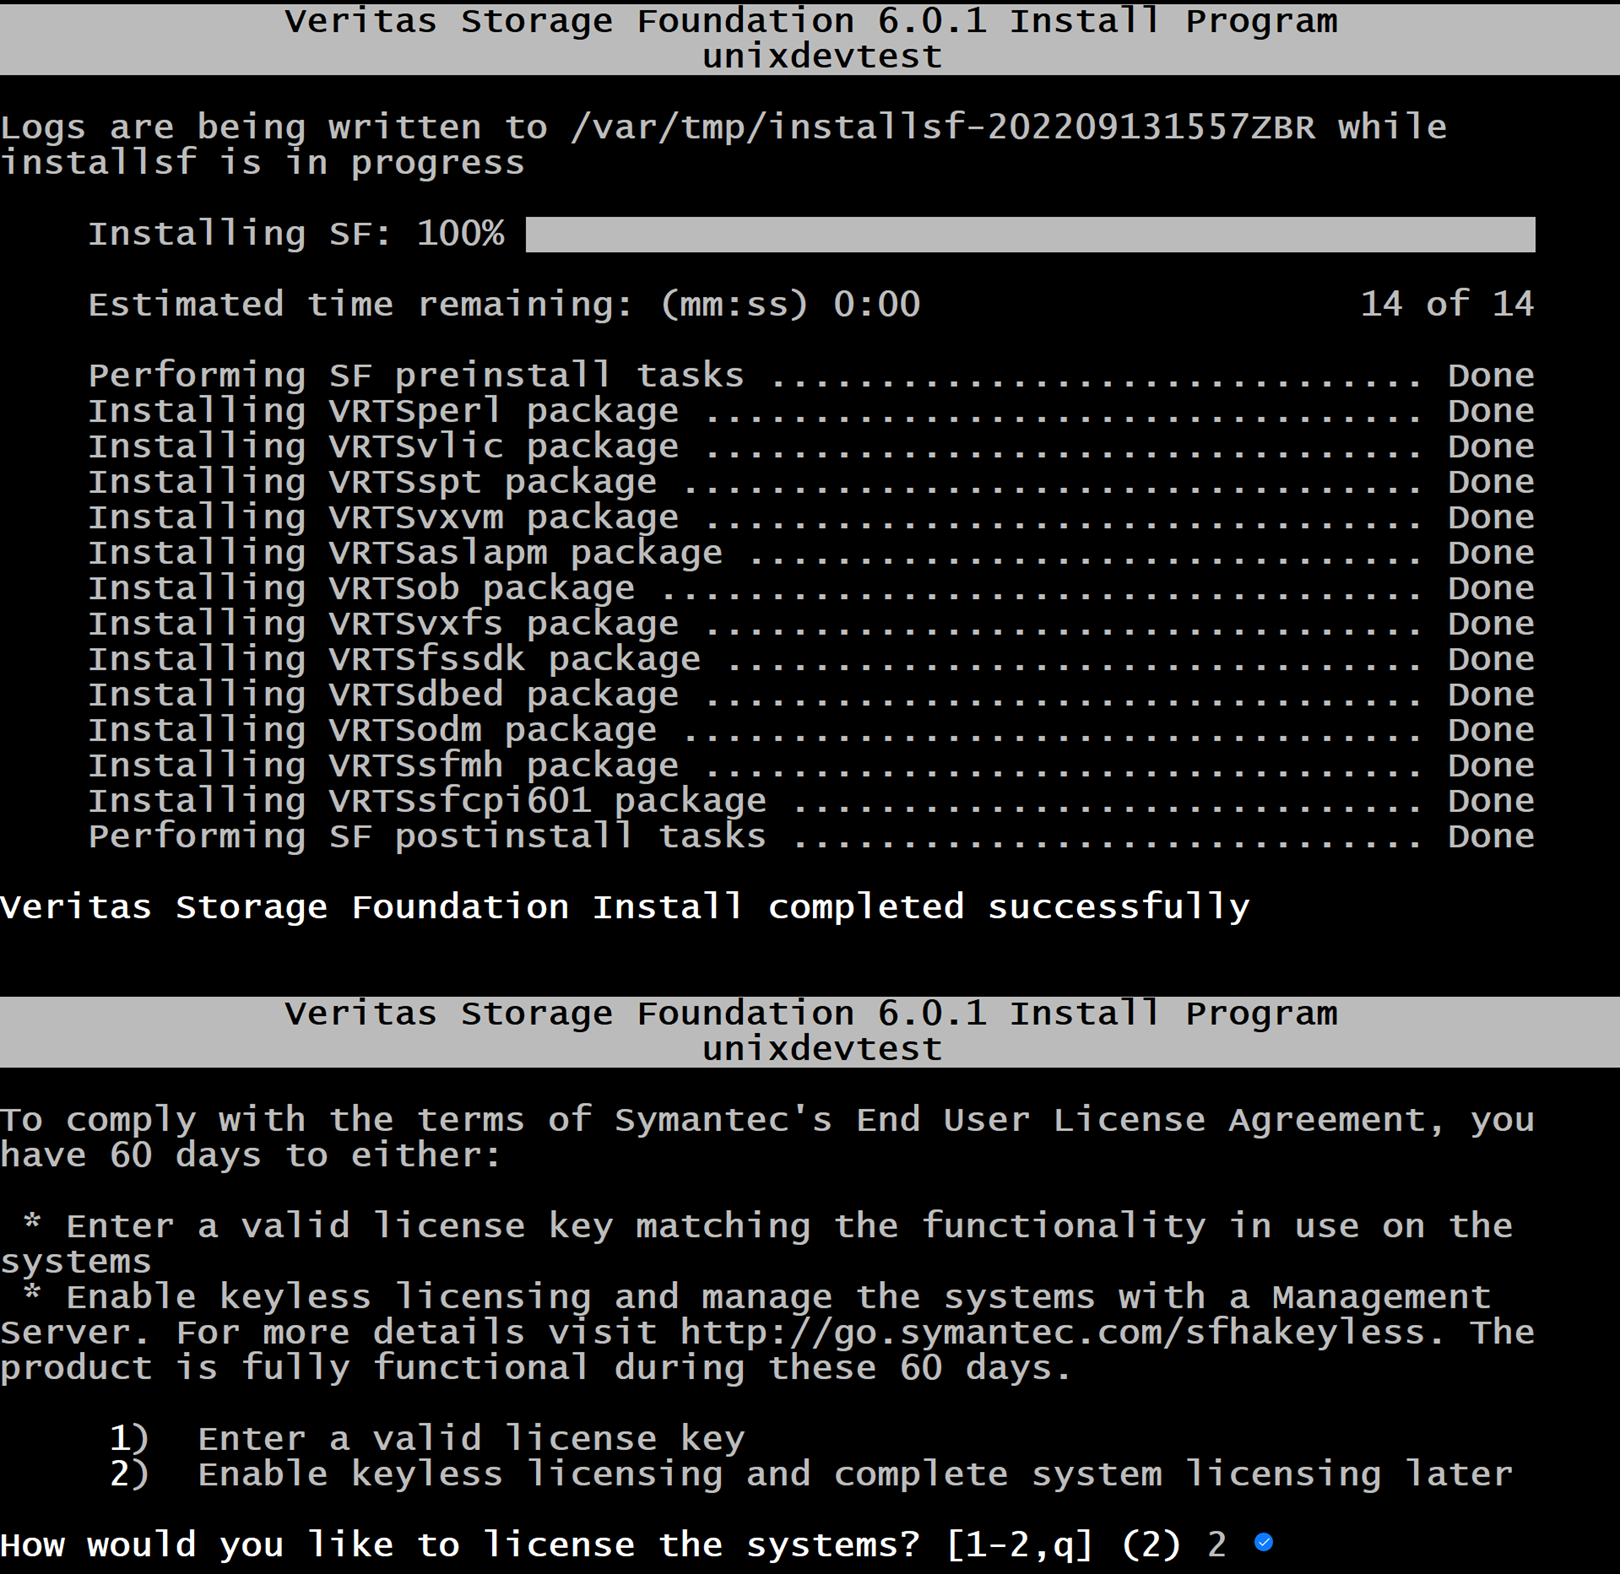 Veritas Storage Foundation 6.0.1 Install Program
unixdevtest
Logs are being written to /var/tmp/installsf-202209131557ZBR while
installsf is in progress
Installing SF: 100%
Estimated time remaining: (mm:ss) 0:00 14 of 14
Performing SF preinstall tasks .............................. Done
Installing VRTSperl package ................................. Done
Installing VRTSvlic package ................................. Done
Installing VRTSspt package .................................. Done
Installing VRTSvxvm package ................................. Done
Installing VRTSaslapm package ............................... Done
Installing VRTSob package ................................... Done
Installing VRTSvxfs package ................................. Done
Installing VRTSfssdk package ................................ Done
Installing VRTSdbed package ................................. Done
Installing VRTSodm package .................................. Done
Installing VRTSsfmh package ................................. Done
Installing VRTSsfcpi601 package ............................. Done
Performing SF postinstall tasks ............................. Done
Veritas Storage Foundation Install completed successfully
Veritas Storage Foundation 6.0.1 Install Program
unixdevtest
To comply with the terms of Symantec's End User License Agreement, you
have 60 days to either:
* Enter a valid license key matching the functionality in use on the
systems
* Enable keyless licensing and manage the systems with a Management
Server. For more details visit http://go.symantec.com/sfhakeyless. The
product is fully functional during these 60 days.
1) Enter a valid license key
2) Enable keyless licensing and complete system licensing later
How would you like to license the systems? [1-2,q] (2) 2